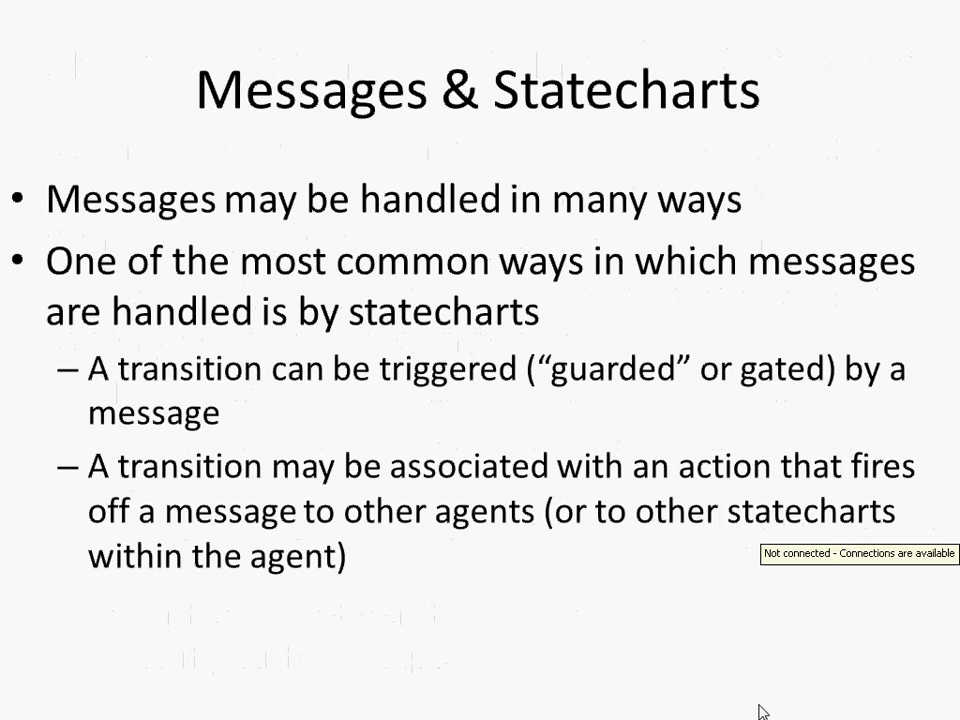 Messages & Statecharts
• Messages may be handled in many ways
• One of the most common ways in which messages
are handled is by statecharts
– A transition can be triggered (“guarded” or gated) by a
message
– A transition may be associated with an action that fires
off a message to other agents (or to other statecharts
within the agent)
Not connected - Connections are available